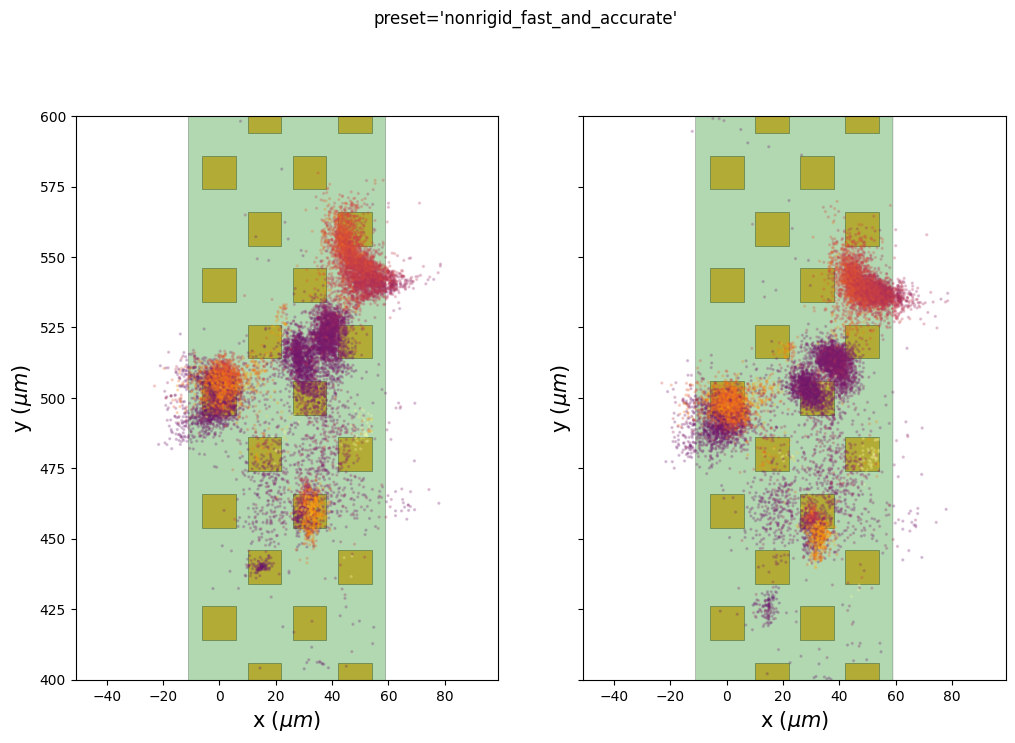 preset='nonrigid_fast_and_accurate'
600
575
550
525
500
475
450
425
400
y (μm)
−40 −20 0 20 40 60 80
x (μm)
y (μm)
−40 −20 0 20 40 60 80
x (μm)